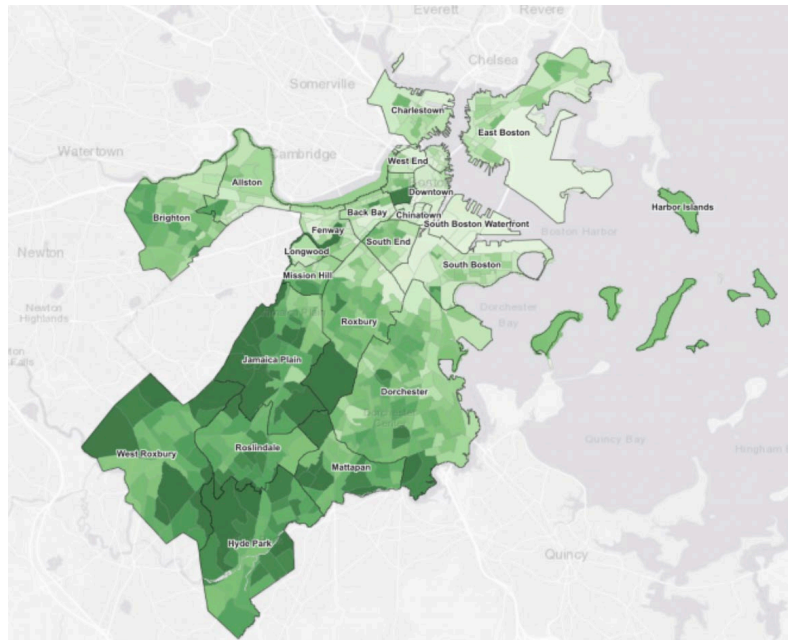 Everett
Revere
Chelsea
Somerville
Charlestown
East Boston
Watertown
Cambridge
West End
Allston
Downtown
Harbor Islands
Brighton
Back Bay
Chinatown
South Boston Waterfront
Boston Harbor
Fenway
South End
Newton
Longwood
South Boston
Mission Hill
Newton
Highlands
Dorchester
Bay
Roxbury
Jamaica Plain
Dorchester
West Roxbury
Roslindale
Quincy Bay
Mattapan
Hyde Park
Quincy